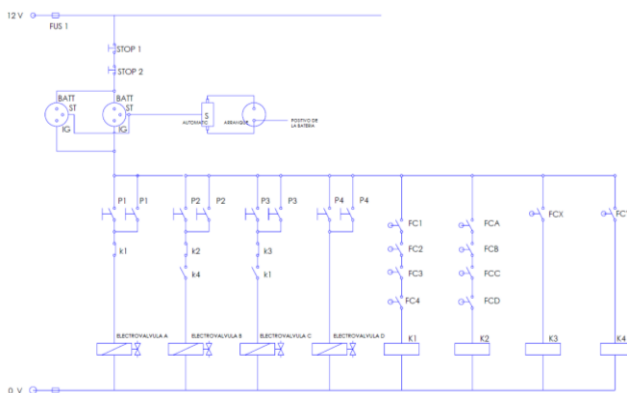 12 V
FUS 1
STOP 1
STOP 2
BATT
ST
IG
BATT
ST
IG
S
AUTOMATIC
ARRANQUE
POSITIVO DE
LA BATERIA
P1 P1 P2 P2 P3 P3 P4 P4
FC1 FCA FCX
k1 k2 k3
FC2 FCB
k4 k1
FC3 FCC
FC4 FCD
ELECTROVALVULA A ELECTROVALVULA B ELECTROVALVULA C ELECTROVALVULA D
K1 K2 K3 K4
0 V